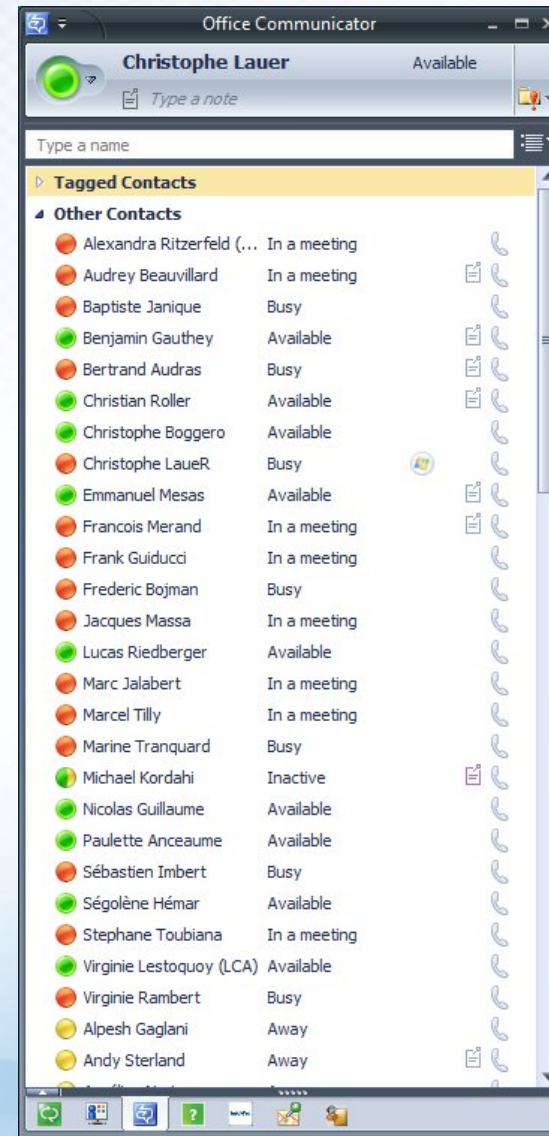 Office Communicator
Christophe Lauer Available
Type a note
Type a name
Tagged Contacts
Other Contacts
Alexandra Ritzerfeld (... In a meeting
Audrey Beauvillard In a meeting
Baptiste Janique Busy
Benjamin Gauthey Available
Bertrand Audras Busy
Christian Roller Available
Christophe Boggero Available
Christophe LaueR Busy
Emmanuel Mesas Available
Francois Merand In a meeting
Frank Guiducci In a meeting
Frederic Bojman Busy
Jacques Massa In a meeting
Lucas Riedberger Available
Marc Jalabert In a meeting
Marcel Tilly In a meeting
Marine Tranquard Busy
Michael Kordahi Inactive
Nicolas Guillaume Available
Paulette Anceaume Available
Sébastien Imbert Busy
Ségolène Hémar Available
Stephane Toubiana In a meeting
Virginie Lestoquoy (LCA) Available
Virginie Rambert Busy
Alpesh Gaglani Away
Andy Sterland Away